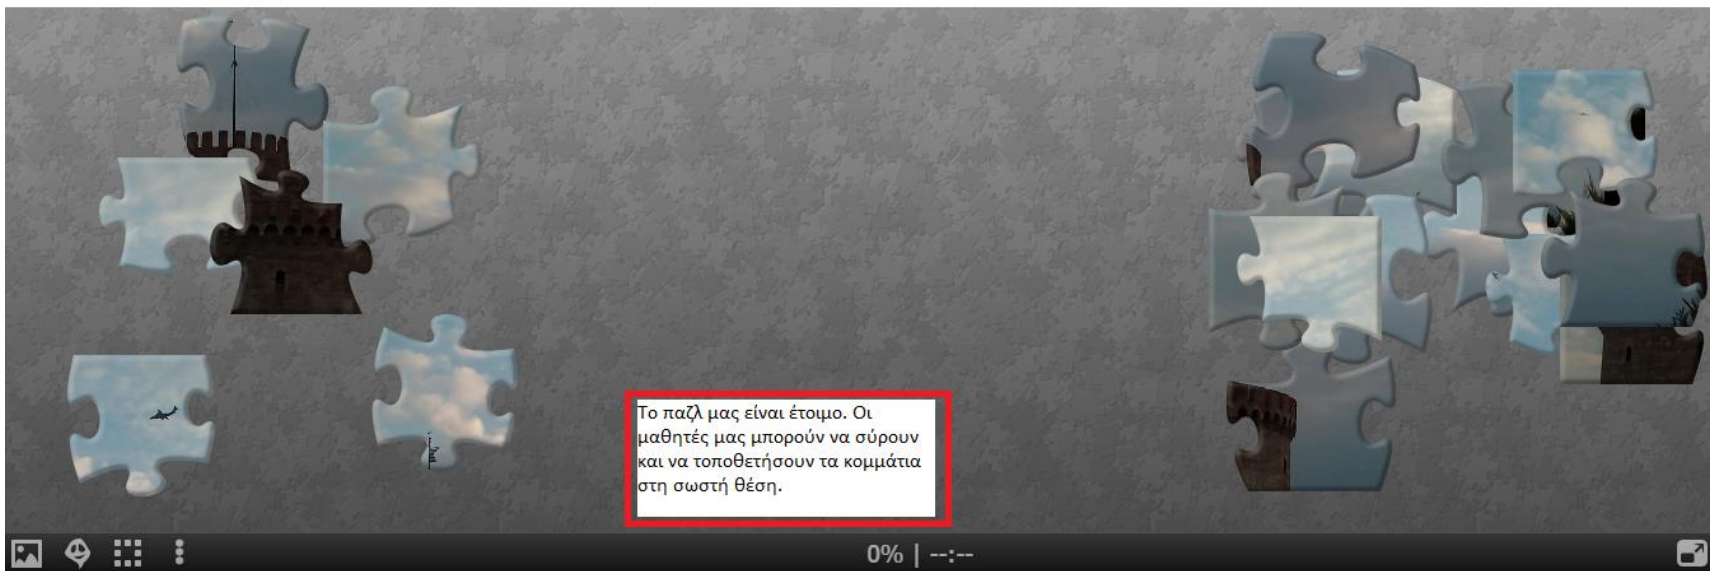 Το παζλ μας είναι έτοιμο. Οι
μαθητές μας μπορούν να σύρουν
και να τοποθετήσουν τα κομμάτια
στη σωστή θέση.
0% | --:--